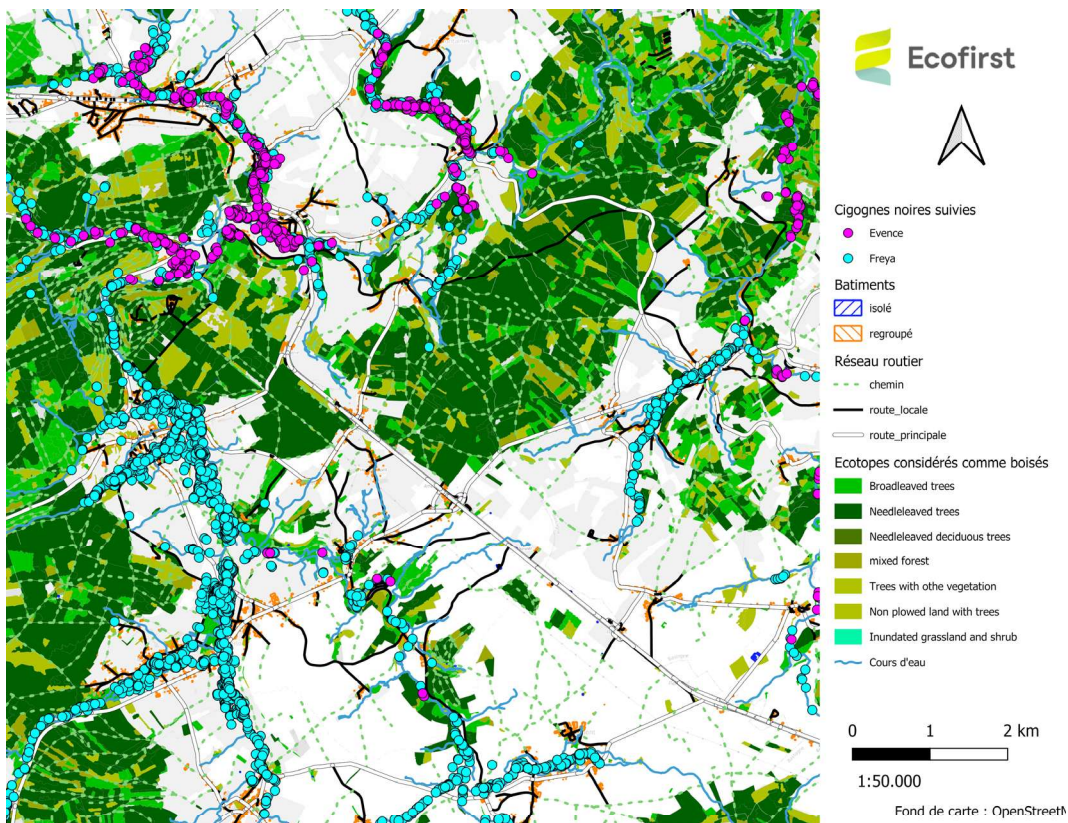 Ecofirst
Cigognes noires suivies
Evence
Freya
Batiments
isolé
regroupé
Réseau routier
chemin
route_locale
route_principale
Ecotopes considérés comme boisés
Broadleaved trees
Needleleaved trees
Needleleaved deciduous trees
mixed forest
Trees with othe vegetation
Non plowed land with trees
Inundated grassland and shrub
Cours d'eau
0 1 2 km
1:50.000
Fond de carte : OpenStreetM